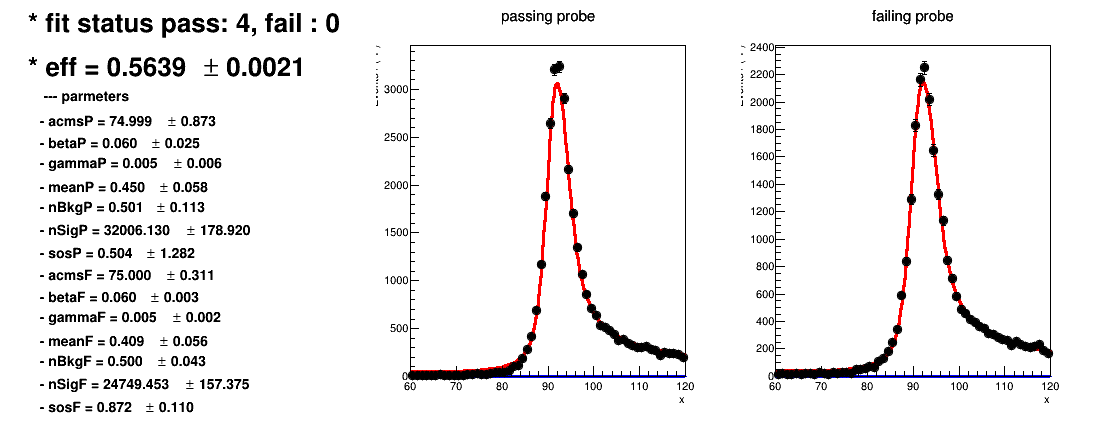 * fit status pass: 4, fail : 0
* eff = 0.5639 ± 0.0021
--- parmeters
- acmsP = 74.999 ± 0.873
- betaP = 0.060 ± 0.025
- gammaP = 0.005 ± 0.006
- meanP = 0.450 ± 0.058
- nBkgP = 0.501 ± 0.113
- nSigP = 32006.130 ± 178.920
- sosP = 0.504 ± 1.282
- acmsF = 75.000 ± 0.311
- betaF = 0.060 ± 0.003
- gammaF = 0.005 ± 0.002
- meanF = 0.409 ± 0.056
- nBkgF = 0.500 ± 0.043
- nSigF = 24749.453 ± 157.375
- sosF = 0.872 ± 0.110
passing probe
3000
2500
2000
1500
1000
500
0
60 70 80 90 100 110 120
x
failing probe
2400
2200
2000
1800
1600
1400
1200
1000
800
600
400
200
0
60 70 80 90 100 110 120
x